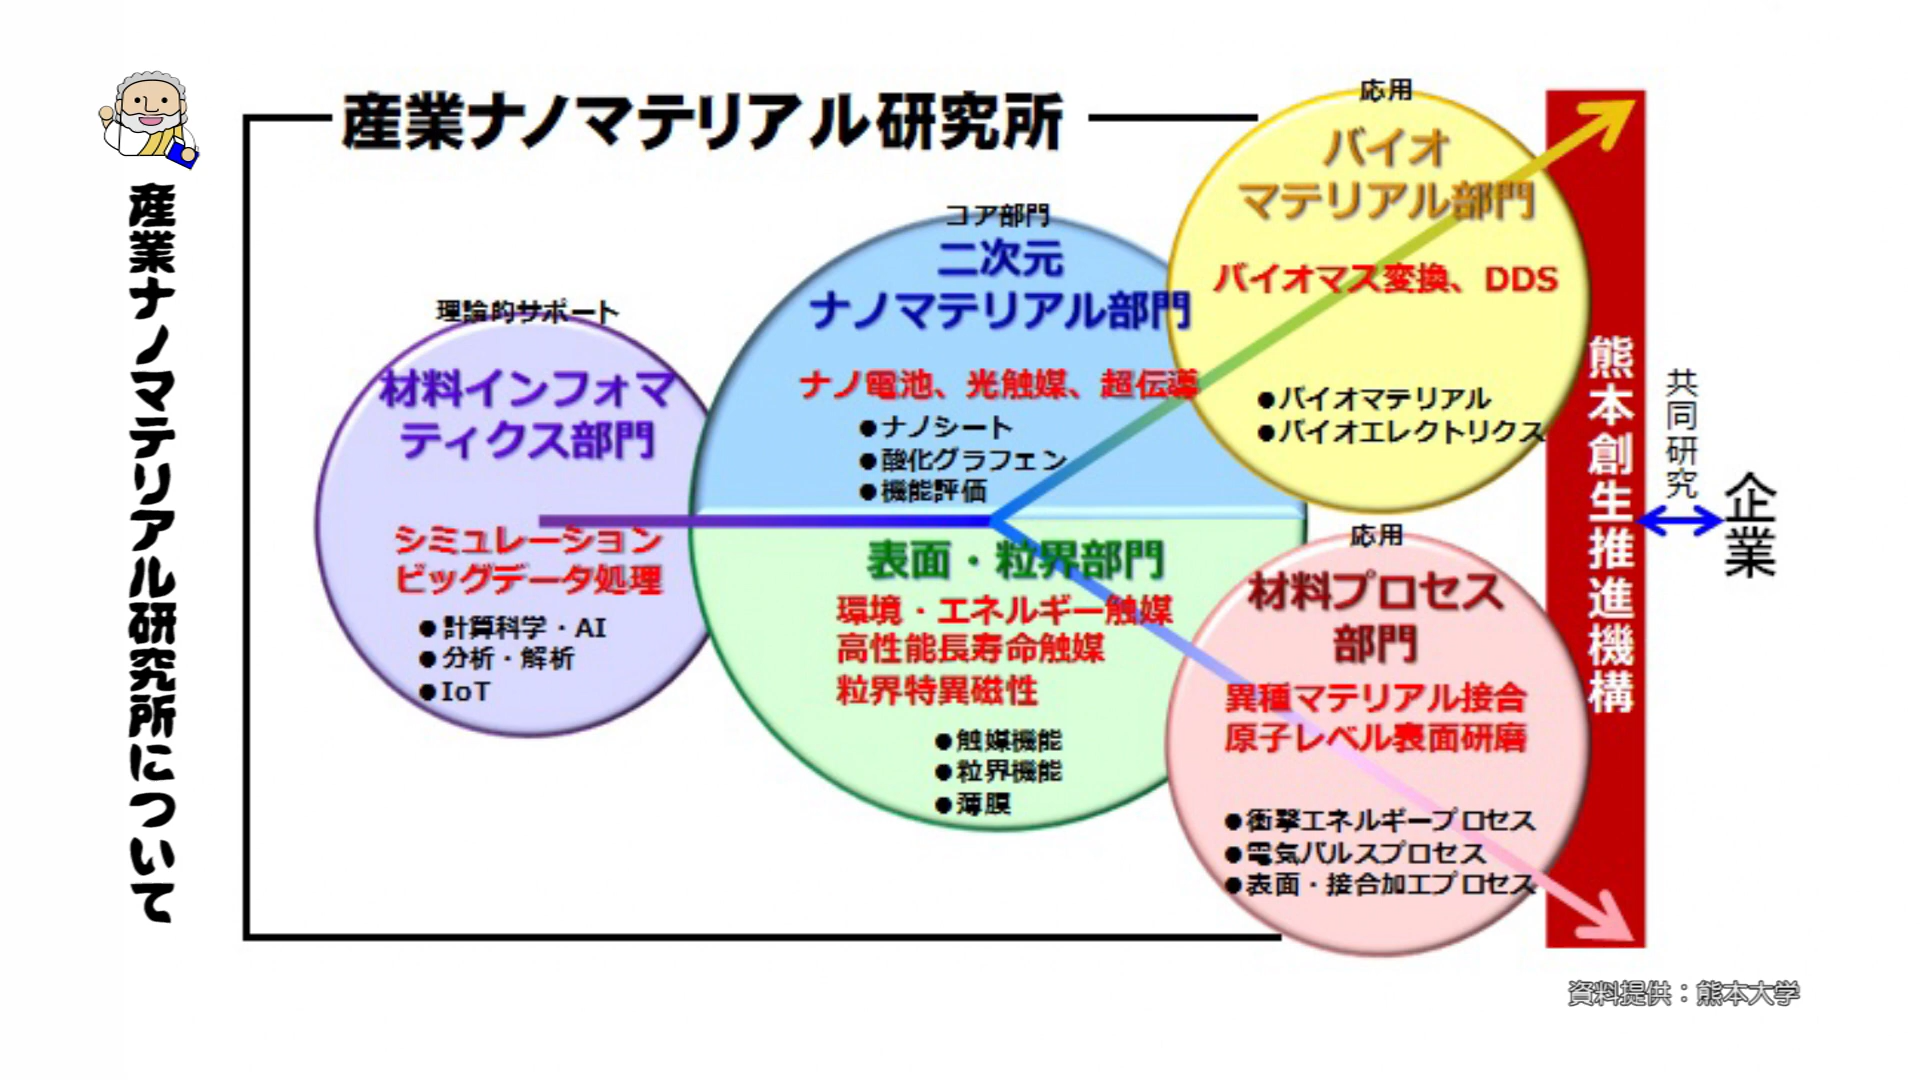 産業ナノマテリアル研究所について
産業ナノマテリアル研究所
理論的サポート
材料インフォマ
ティクス部門
シミュレーション
ビッグデータ処理
●計算科学・AI
●分析・解析
●IoT
コア部門
二次元
ナノマテリアル部門
ナノ電池、光触媒、超伝導
●ナノシート
●酸化グラフェン
●機能評価
表面・粒界部門
環境・エネルギー触媒
高性能長寿命触媒
粒界特異磁性
●触媒機能
●粒界機能
●薄膜
応用
バイオ
マテリアル部門
バイオマス変換、DDS
●バイオマテリアル
●バイオエレクトリクス
応用
材料プロセス
部門
異種マテリアル接合
原子レベル表面研磨
●衝撃エネルギープロセス
●電気パルスプロセス
●表面・接合加工プロセス
熊本創生推進機構
共同研究
企業
資料提供：熊本大学